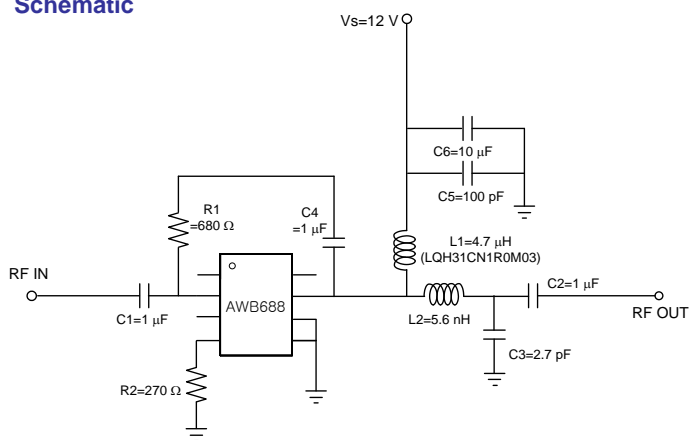 Schematic
Vs=12 V
C6=10 μF
C5=100 pF
R1
=680 Ω
C4
=1 μF
L1=4.7 μH
(LQH31CN1R0M03)
RF IN
C1=1 μF
AWB688
L2=5.6 nH
C2=1 μF
RF OUT
C3=2.7 pF
R2=270 Ω